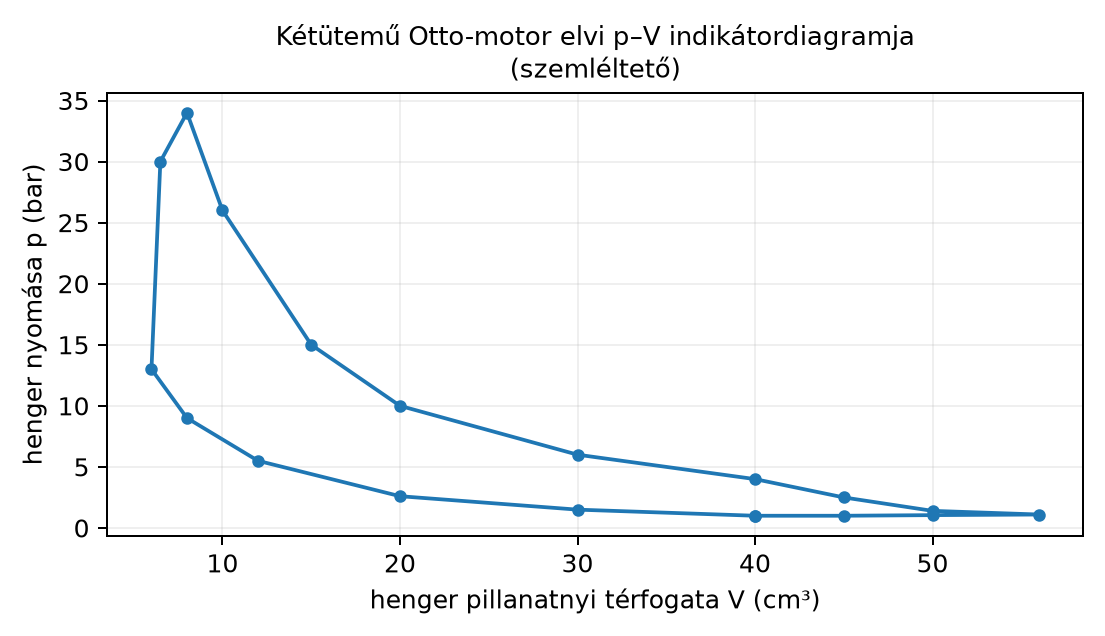 Kétütemű Otto-motor elvi p–V indikátordiagramja
(szemléltető)
henger nyomása p (bar)
35
30
25
20
15
10
5
0
10 20 30 40 50
henger pillanatnyi térfogata V (cm³)